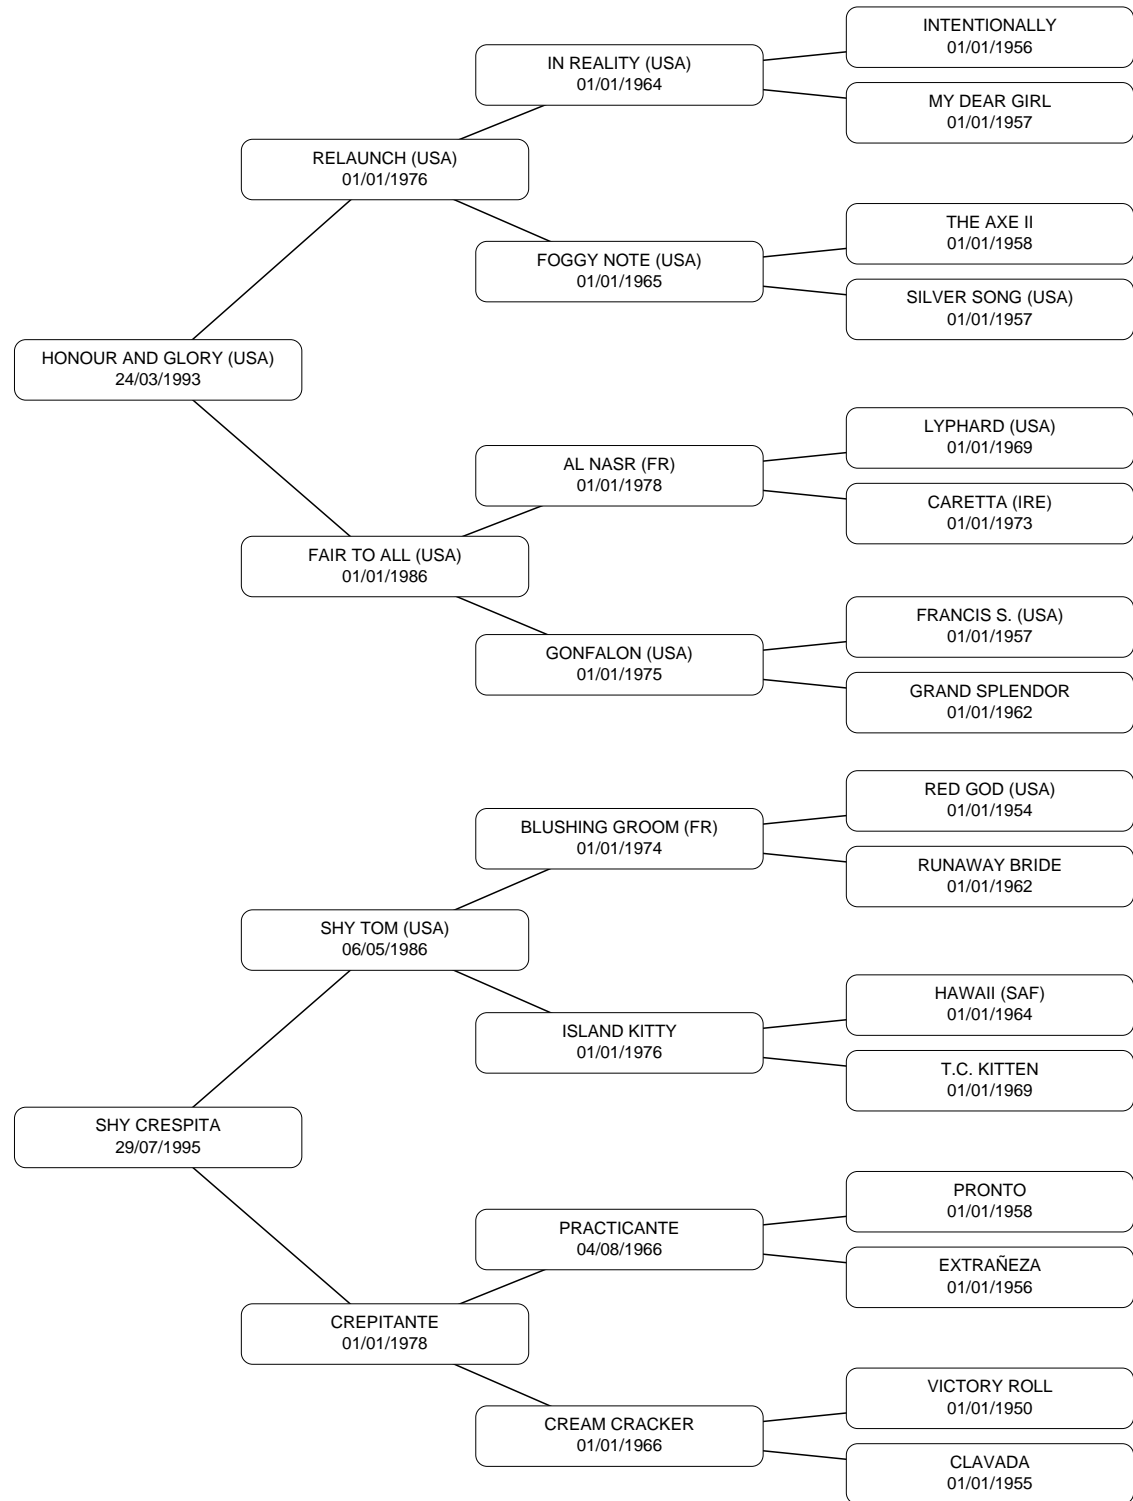 INTENTIONALLY
01/01/1956
IN REALITY (USA)
01/01/1964
MY DEAR GIRL
01/01/1957
RELAUNCH (USA)
01/01/1976
THE AXE II
01/01/1958
FOGGY NOTE (USA)
01/01/1965
SILVER SONG (USA)
01/01/1957
HONOUR AND GLORY (USA)
24/03/1993
LYPHARD (USA)
01/01/1969
AL NASR (FR)
01/01/1978
CARETTA (IRE)
01/01/1973
FAIR TO ALL (USA)
01/01/1986
FRANCIS S. (USA)
01/01/1957
GONFALON (USA)
01/01/1975
GRAND SPLENDOR
01/01/1962
RED GOD (USA)
01/01/1954
BLUSHING GROOM (FR)
01/01/1974
RUNAWAY BRIDE
01/01/1962
SHY TOM (USA)
06/05/1986
HAWAII (SAF)
01/01/1964
ISLAND KITTY
01/01/1976
T.C. KITTEN
01/01/1969
SHY CRESPITA
29/07/1995
PRONTO
01/01/1958
PRACTICANTE
04/08/1966
EXTRAÑEZA
01/01/1956
CREPITANTE
01/01/1978
VICTORY ROLL
01/01/1950
CREAM CRACKER
01/01/1966
CLAVADA
01/01/1955